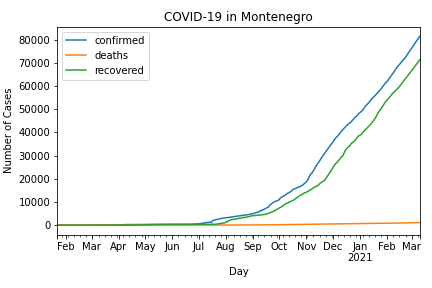 COVID-19 in Montenegro
confirmed
deaths
recovered
Number of Cases
80000
70000
60000
50000
40000
30000
20000
10000
0
Feb Mar Apr May Jun Jul Aug Sep Oct Nov Dec Jan Feb Mar
2021
Day